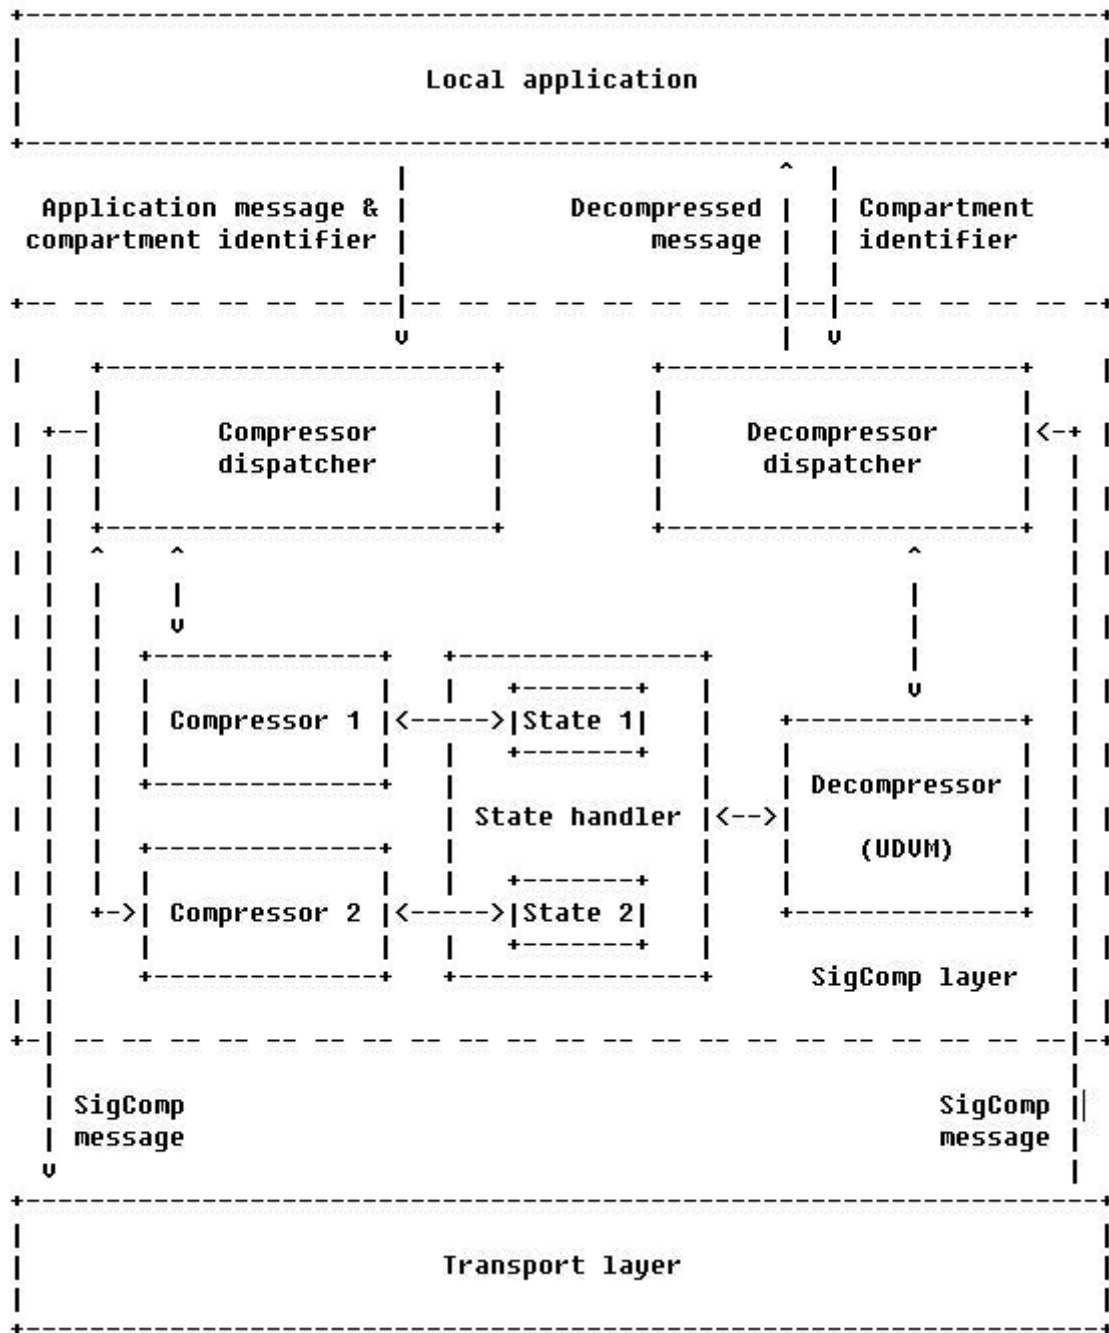 Local application
Application message &
compartment identifier
Decompressed
message
Compartment
identifier
Compressor
dispatcher
Decompressor
dispatcher
Compressor 1
State 1
Decompressor
(UDVM)
State handler
Compressor 2
State 2
SigComp layer
SigComp
message
SigComp
message
Transport layer